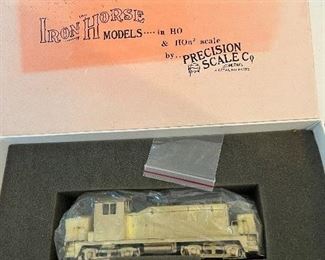 IRON HORSE
MODELS.... in HO
& HOn³ scale
by..
PRECISION
SCALE Co